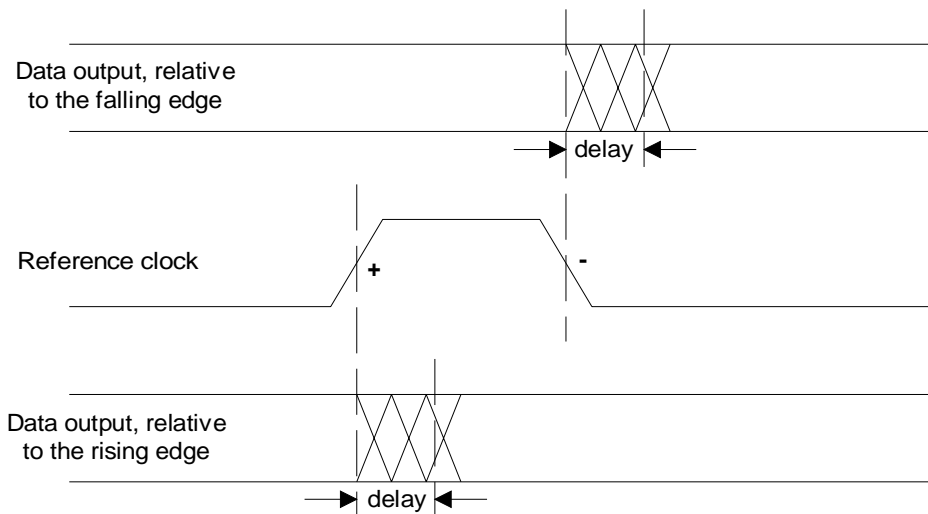 Data output, relative
to the falling edge
delay
Reference clock
+
-
Data output, relative
to the rising edge
delay